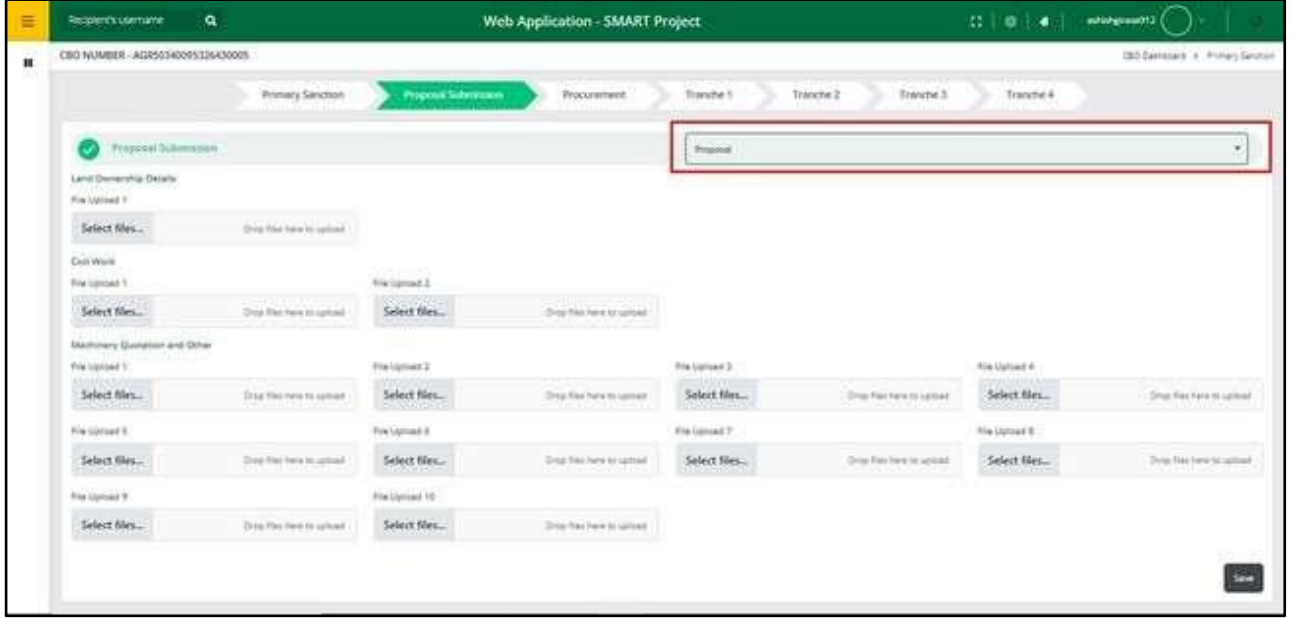 Recipient's username
Web Application - SMART Project
CBO NUMBER - AGR50340095326430005
CBO Dashboard Primary Sanction
Primary Sanction Proposal Submission Procurement Tranche 1 Tranche 2 Tranche 3 Tranche 4
Proposal Submission Proposal
Land Ownership Details
File Upload 1
Select files... Drop files here to upload
Civil Work
File Upload 1 File Upload 2
Select files... Drop files here to upload Select files... Drop files here to upload
Machinery Quotation and Other
File Upload 1 File Upload 2 File Upload 3 File Upload 4
Select files... Drop files here to upload Select files... Drop files here to upload Select files... Drop files here to upload Select files... Drop files here to upload
File Upload 5 File Upload 6 File Upload 7 File Upload 8
Select files... Drop files here to upload Select files... Drop files here to upload Select files... Drop files here to upload Select files... Drop files here to upload
File Upload 9 File Upload 10
Select files... Drop files here to upload Select files... Drop files here to upload
Save